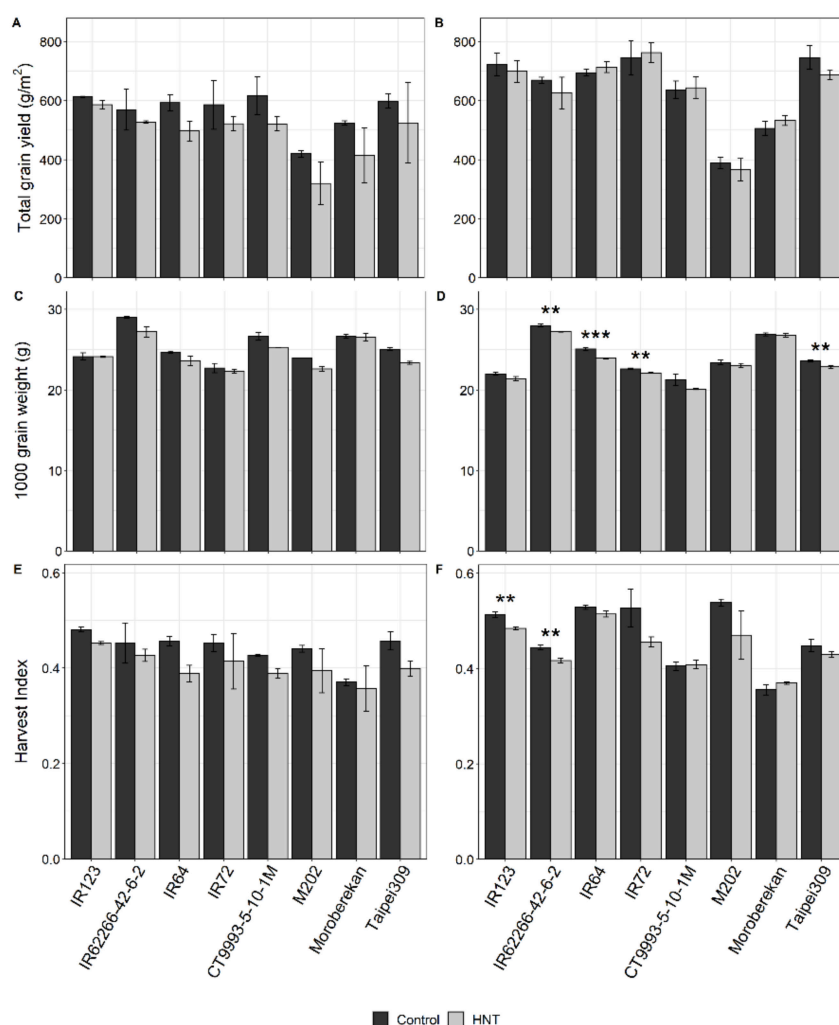 A
B
Total grain yield (g/m²)
800
600
400
200
0
800
600
400
200
0
C
D
1000 grain weight (g)
30
20
10
0
30
20
10
0
**
***
**
**
E
F
Harvest Index
0.6
0.4
0.2
0.0
0.6
0.4
0.2
0.0
**
**
IR123
IR62266-42-6-2
IR64
IR72
CT9993-5-10-1M
M202
Moroberekan
Taipei309
IR123
IR62266-42-6-2
IR64
IR72
CT9993-5-10-1M
M202
Moroberekan
Taipei309
Control HNT